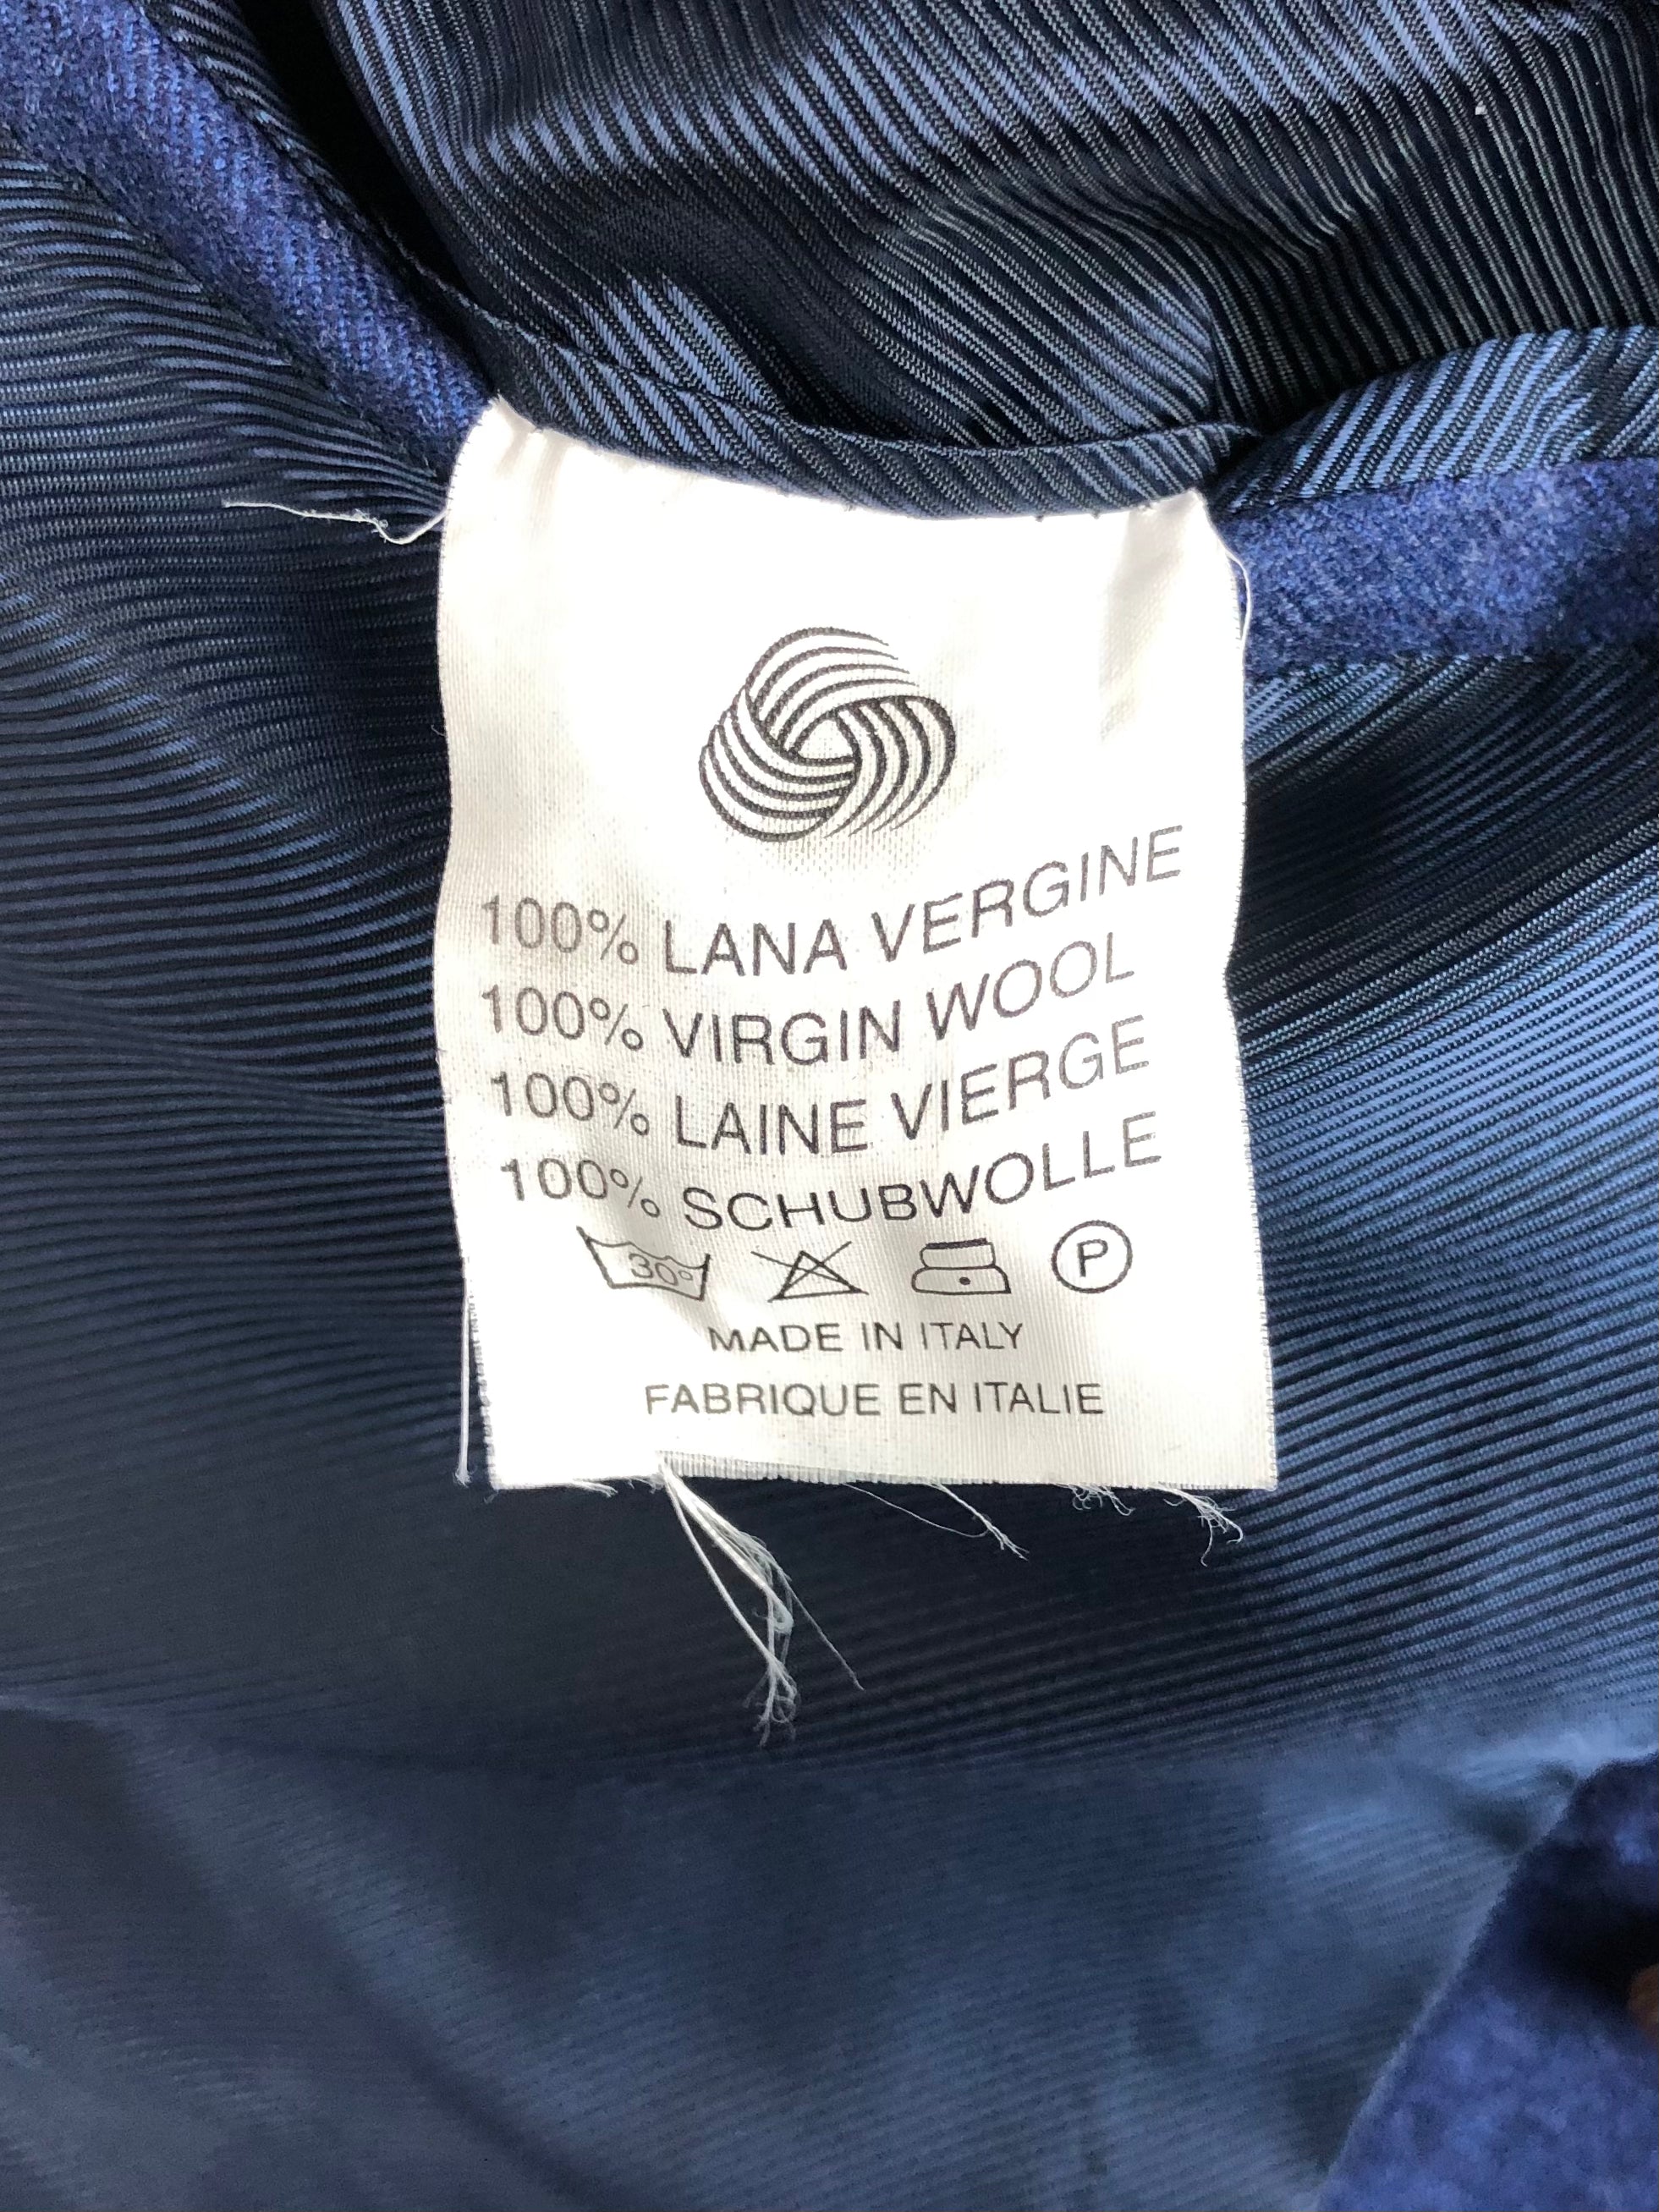 100% LANA VERGINE
100% VIRGIN WOOL
100% LAINE VIERGE
100% SCHUBWOLLE
30° P
MADE IN ITALY
FABRIQUE EN ITALIE